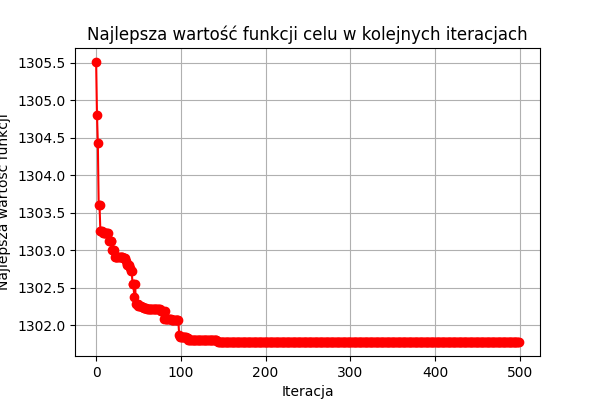 Najlepsza wartość funkcji celu w kolejnych iteracjach
Najlepsza wartość funkcji
1305.5
1305.0
1304.5
1304.0
1303.5
1303.0
1302.5
1302.0
0 100 200 300 400 500
Iteracja